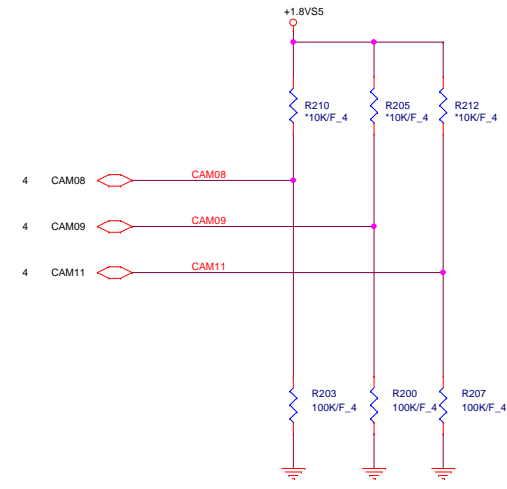 +1.8VS5
R210
*10K/F_4
R205
*10K/F_4
R212
*10K/F_4
4 CAM08 CAM08
4 CAM09 CAM09
4 CAM11 CAM11
R203
100K/F_4
R200
100K/F_4
R207
100K/F_4